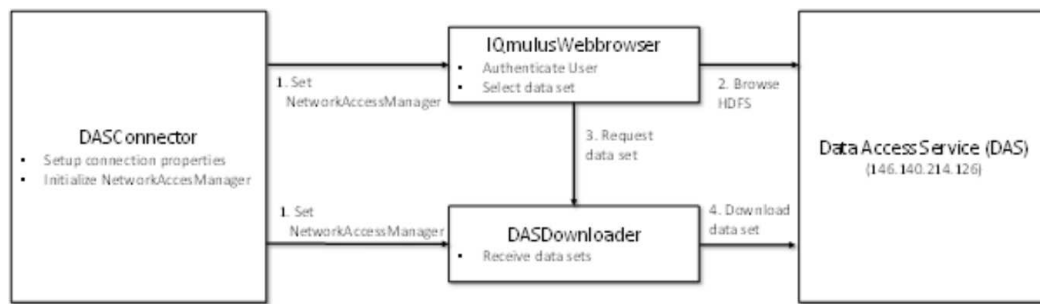 DASConnector
▪ Setup connection properties
▪ Initialize NetworkAccesManager
1. Set
NetworkAccessManager
1. Set
NetworkAccessManager
IQmulusWebbrowser
▪ Authenticate User
▪ Select data set
3. Request
data set
DASDownloader
▪ Receive data sets
2. Browse
HDFS
4. Download
data set
Data Access Service (DAS)
(146.140.214.126)